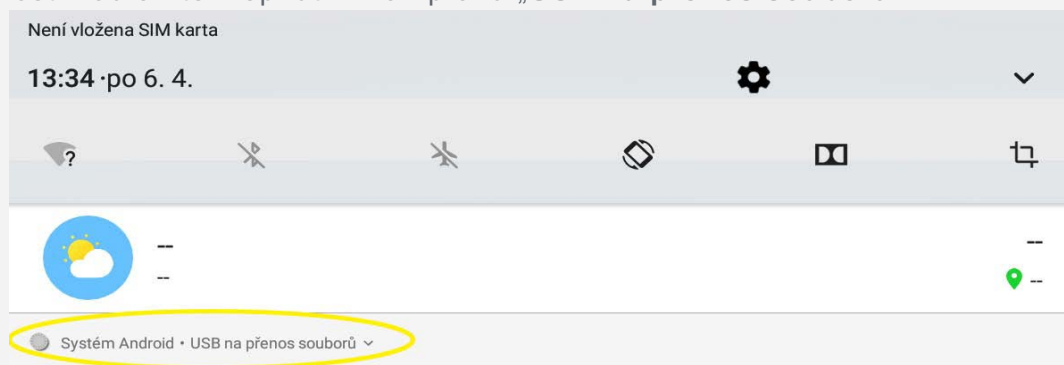 Není vložena SIM karta
13:34 ·po 6. 4.
?
--
--
--
--
Systém Android • USB na přenos souborů